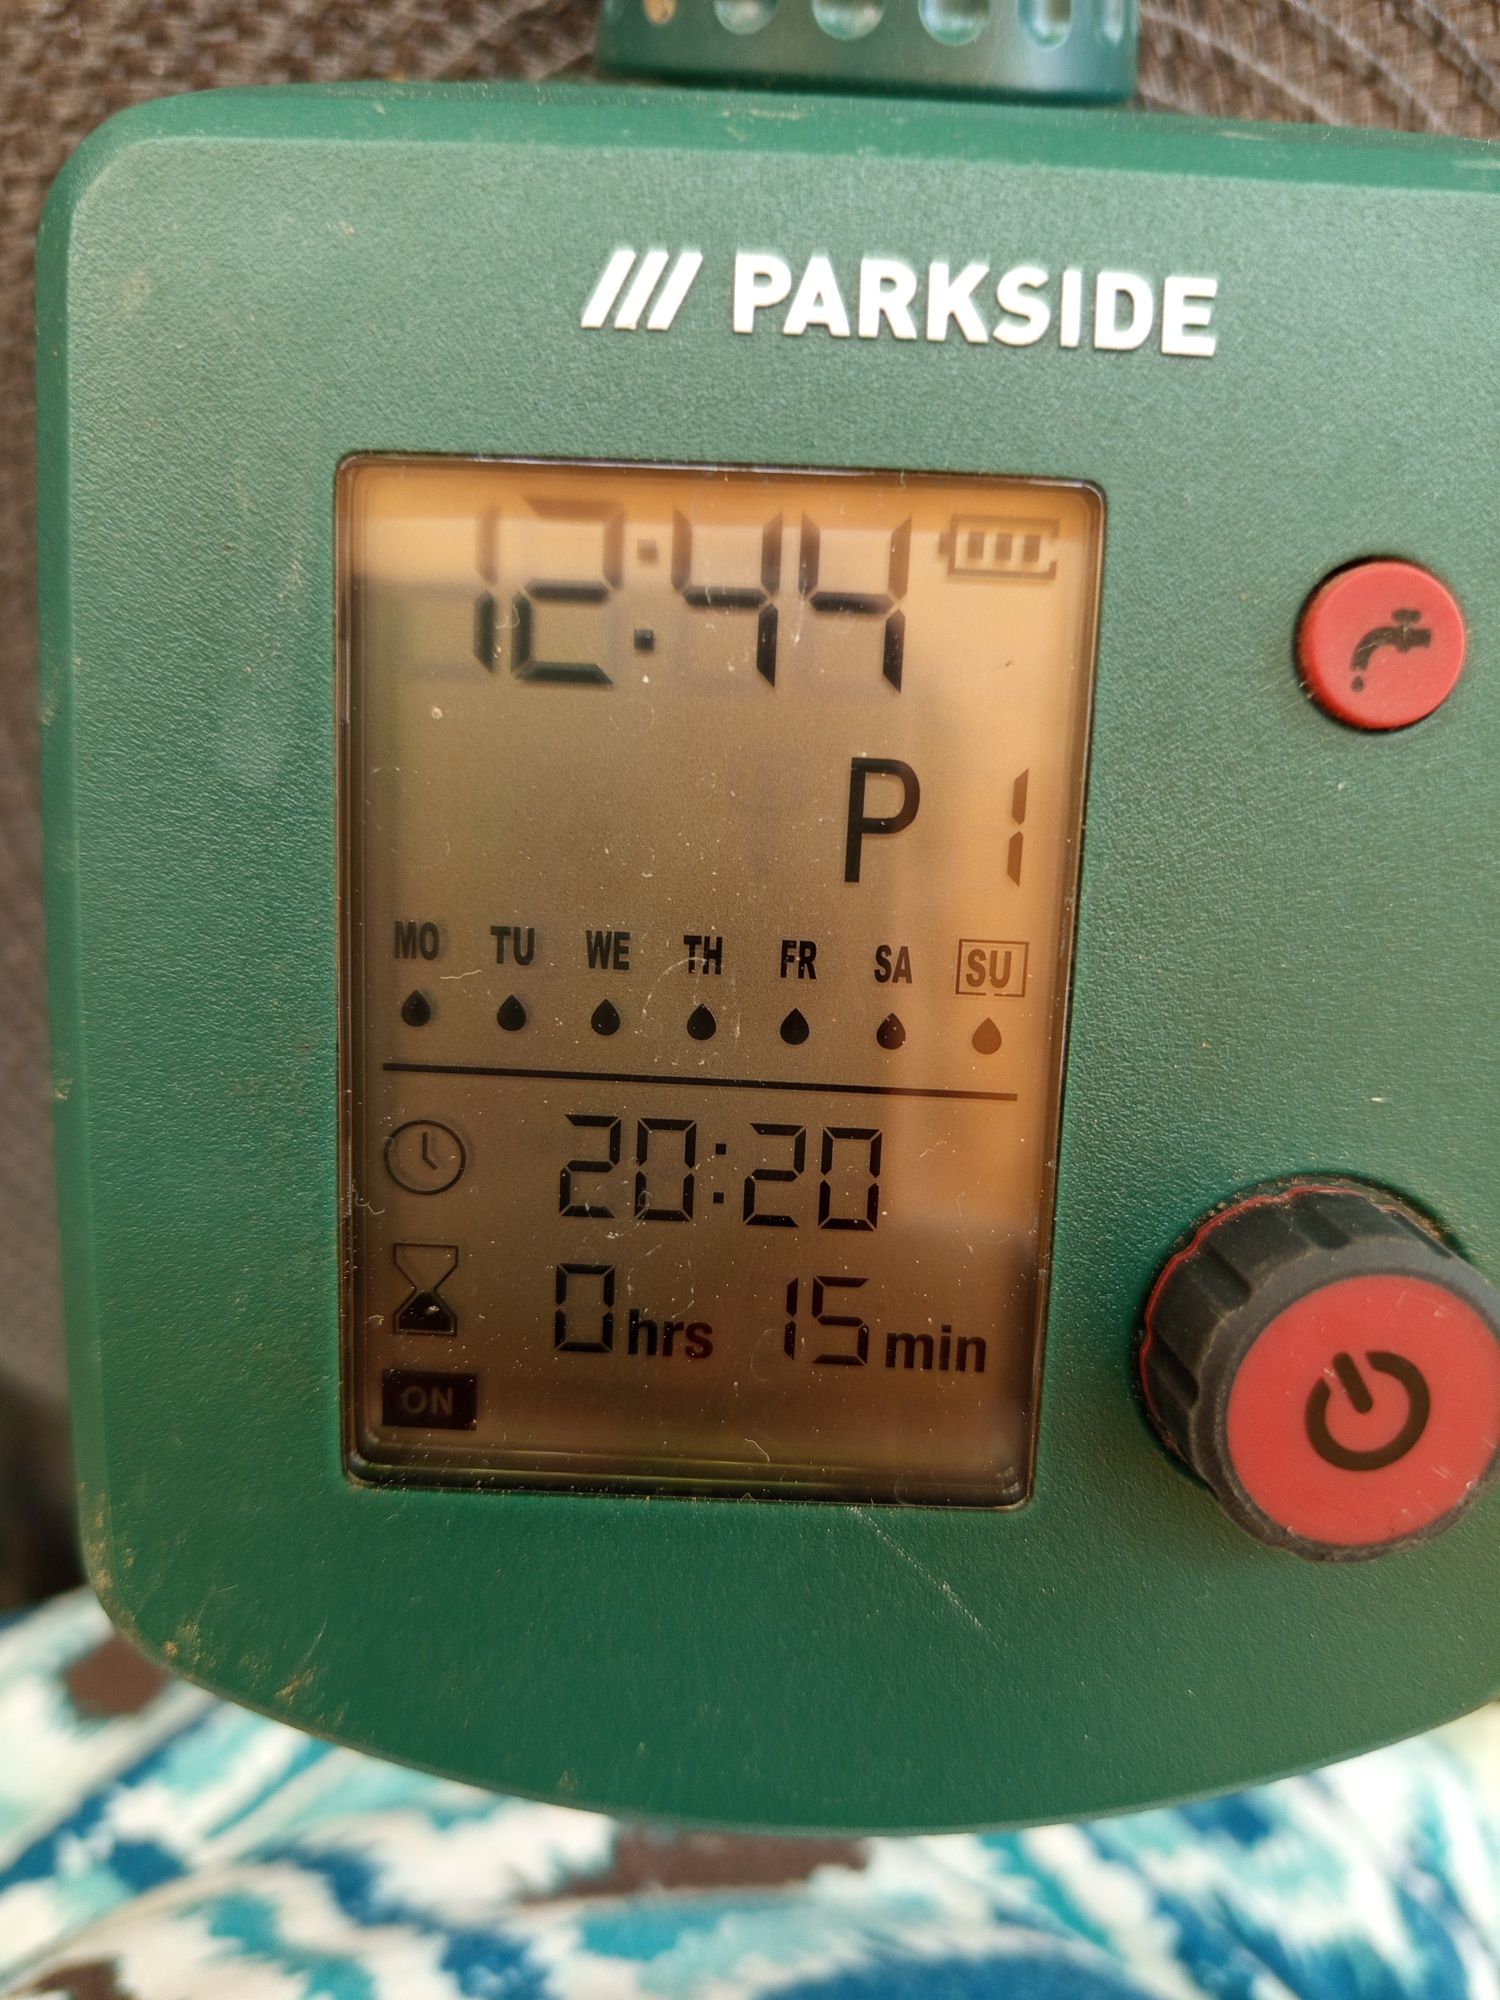 PARKSIDE
12:44
P 1
MO TU WE TH FR SA SU
20:20
0 hrs 15 min
ON